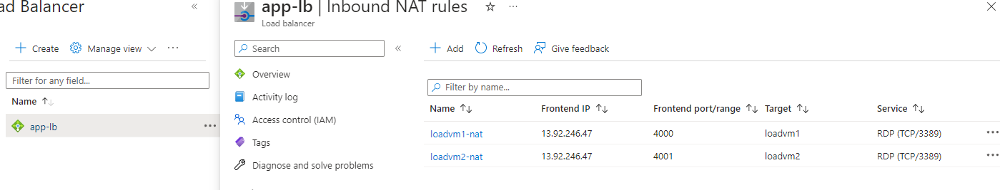 ad Balancer
Create
Manage view
Filter for any field...
Name
app-lb
app-lb | Inbound NAT rules
Load balancer
Search
Overview
Activity log
Access control (IAM)
Tags
Diagnose and solve problems
Add Refresh Give feedback
Filter by name...
Name Frontend IP Frontend port/range Target Service
loadvm1-nat 13.92.246.47 4000 loadvm1 RDP (TCP/3389)
loadvm2-nat 13.92.246.47 4001 loadvm2 RDP (TCP/3389)